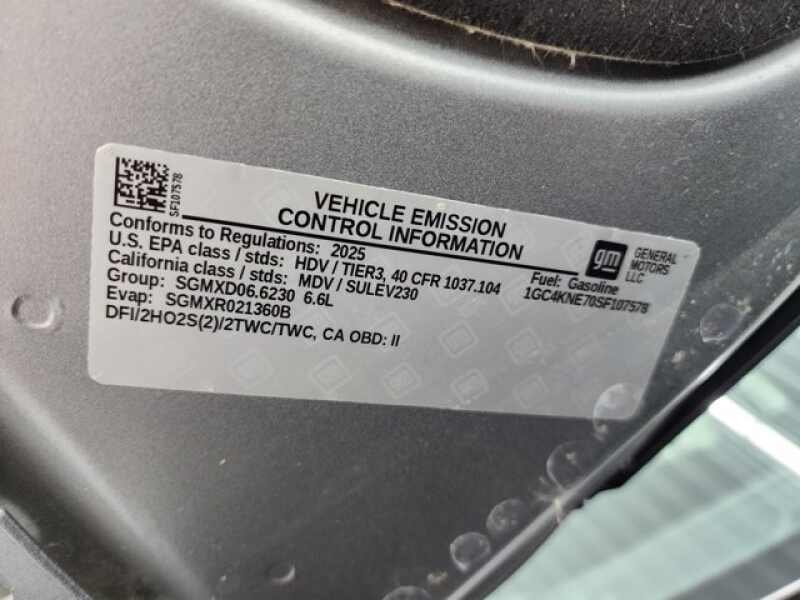 SF107578
VEHICLE EMISSION
CONTROL INFORMATION
Conforms to Regulations: 2025
U.S. EPA class / stds: HDV / TIER3, 40 CFR 1037.104
California class / stds: MDV / SULEV230
Group: SGMXD06.6230 6.6L
Evap: SGMXR021360B
DFI/2HO2S(2)/2TWC/TWC, CA OBD: II
Fuel: Gasoline
1GC4KNE70SF107578
gm
GENERAL
MOTORS
LLC